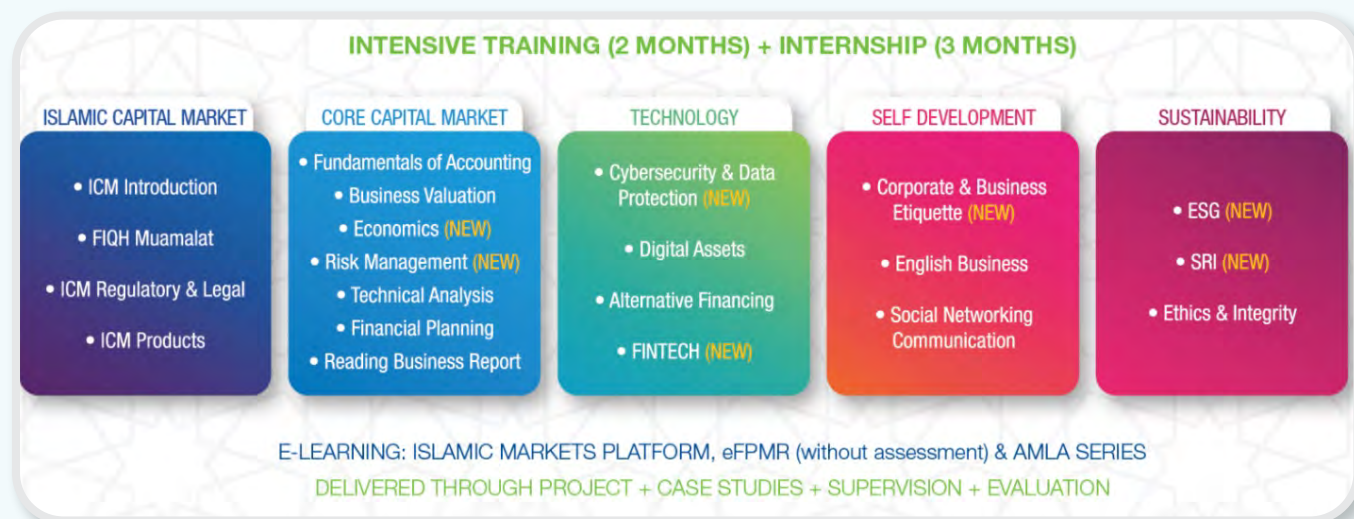 INTENSIVE TRAINING (2 MONTHS) + INTERNSHIP (3 MONTHS)
ISLAMIC CAPITAL MARKET
• ICM Introduction
• FIQH Muamalat
• ICM Regulatory & Legal
• ICM Products
CORE CAPITAL MARKET
• Fundamentals of Accounting
• Business Valuation
• Economics (NEW)
• Risk Management (NEW)
• Technical Analysis
• Financial Planning
• Reading Business Report
TECHNOLOGY
• Cybersecurity & Data
Protection (NEW)
• Digital Assets
• Alternative Financing
• FINTECH (NEW)
SELF DEVELOPMENT
• Corporate & Business
Etiquette (NEW)
• English Business
• Social Networking
Communication
SUSTAINABILITY
• ESG (NEW)
• SRI (NEW)
• Ethics & Integrity
E-LEARNING: ISLAMIC MARKETS PLATFORM, eFPMR (without assessment) & AMLA SERIES
DELIVERED THROUGH PROJECT + CASE STUDIES + SUPERVISION + EVALUATION